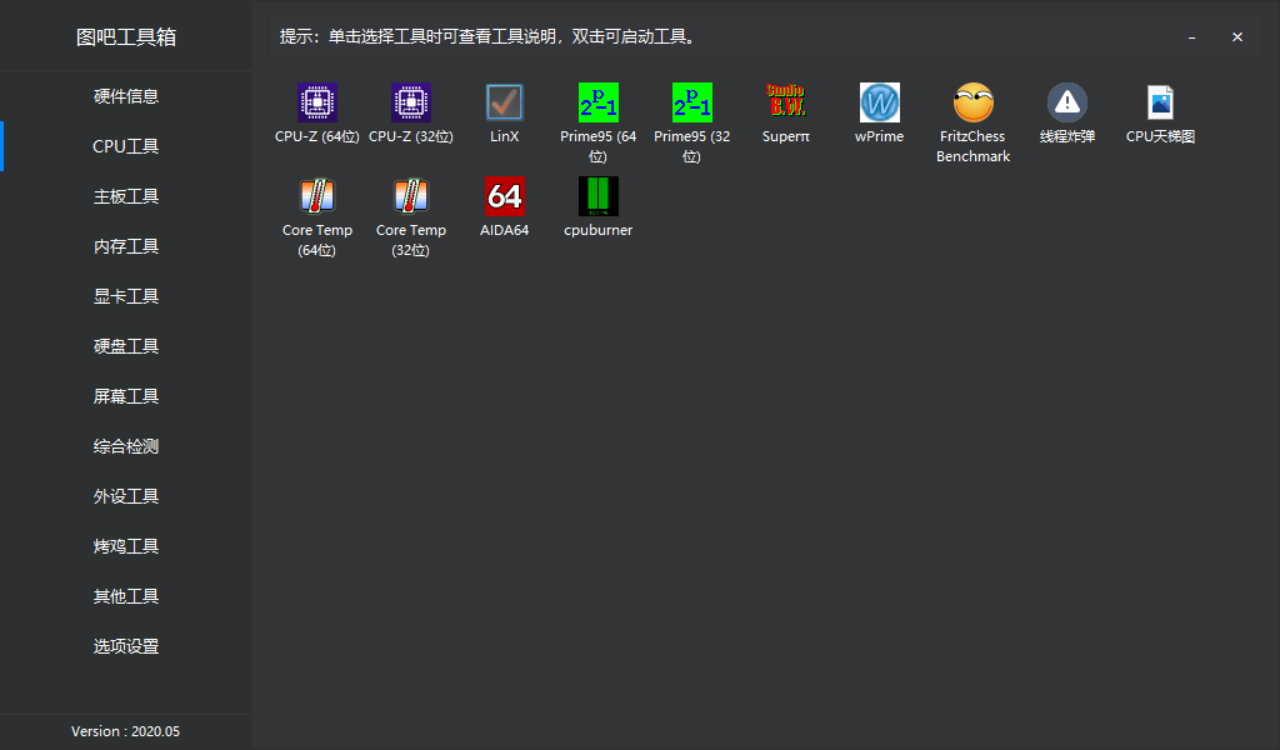 图吧工具箱
提示：单击选择工具时可查看工具说明，双击可启动工具。
硬件信息
CPU工具
主板工具
内存工具
显卡工具
硬盘工具
屏幕工具
综合检测
外设工具
烤鸡工具
其他工具
选项设置
Version : 2020.05
CPU-Z (64位)
CPU-Z (32位)
LinX
P
2-1
Prime95 (64
位)
P
2-1
Prime95 (32
位)
Studio
B.W.
Superπ
W
wPrime
FritzChess
Benchmark
线程炸弹
CPU天梯图
Core Temp
(64位)
Core Temp
(32位)
64
AIDA64
cpuburner